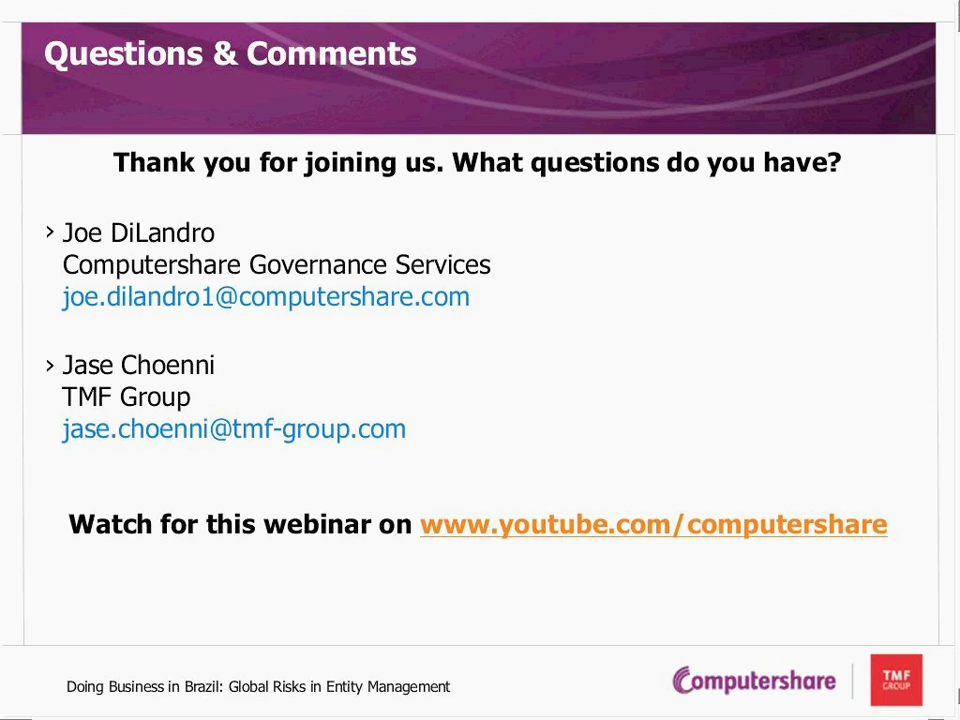 Questions & Comments
Thank you for joining us. What questions do you have?
› Joe DiLandro
Computershare Governance Services
joe.dilandro1@computershare.com
› Jase Choenni
TMF Group
jase.choenni@tmf-group.com
Watch for this webinar on www.youtube.com/computershare
Doing Business in Brazil: Global Risks in Entity Management
Computershare
TMF
GROUP